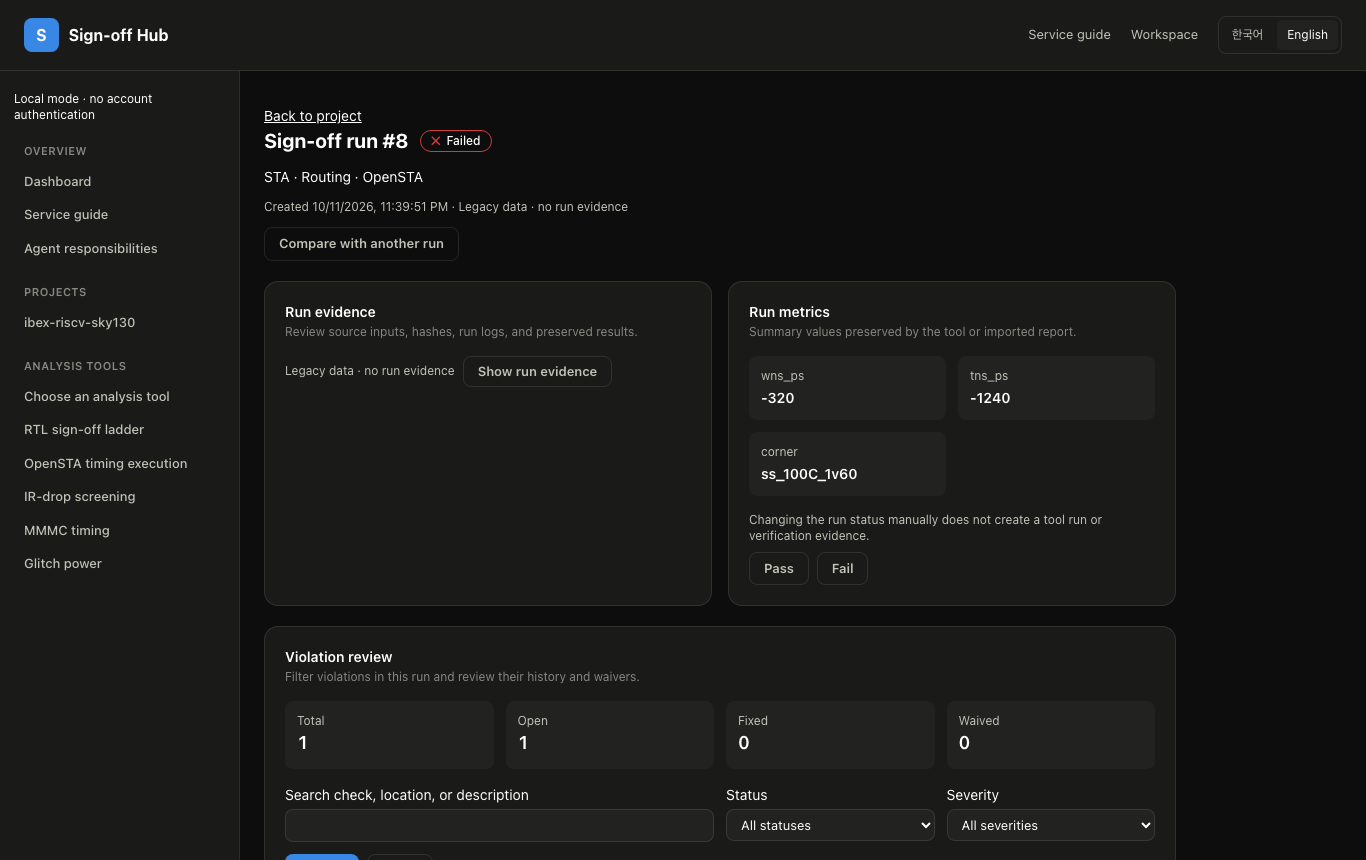 S
Sign-off Hub
Service guide
Workspace
한국어
English
Local mode · no account
authentication
OVERVIEW
Dashboard
Service guide
Agent responsibilities
PROJECTS
ibex-riscv-sky130
ANALYSIS TOOLS
Choose an analysis tool
RTL sign-off ladder
OpenSTA timing execution
IR-drop screening
MMMC timing
Glitch power
Back to project
Sign-off run #8
Failed
STA · Routing · OpenSTA
Created 10/11/2026, 11:39:51 PM · Legacy data · no run evidence
Compare with another run
Run evidence
Review source inputs, hashes, run logs, and preserved results.
Legacy data · no run evidence
Show run evidence
Run metrics
Summary values preserved by the tool or imported report.
wns_ps
-320
tns_ps
-1240
corner
ss_100C_1v60
Changing the run status manually does not create a tool run or
verification evidence.
Pass
Fail
Violation review
Filter violations in this run and review their history and waivers.
Total
1
Open
1
Fixed
0
Waived
0
Search check, location, or description
Status
All statuses
Severity
All severities